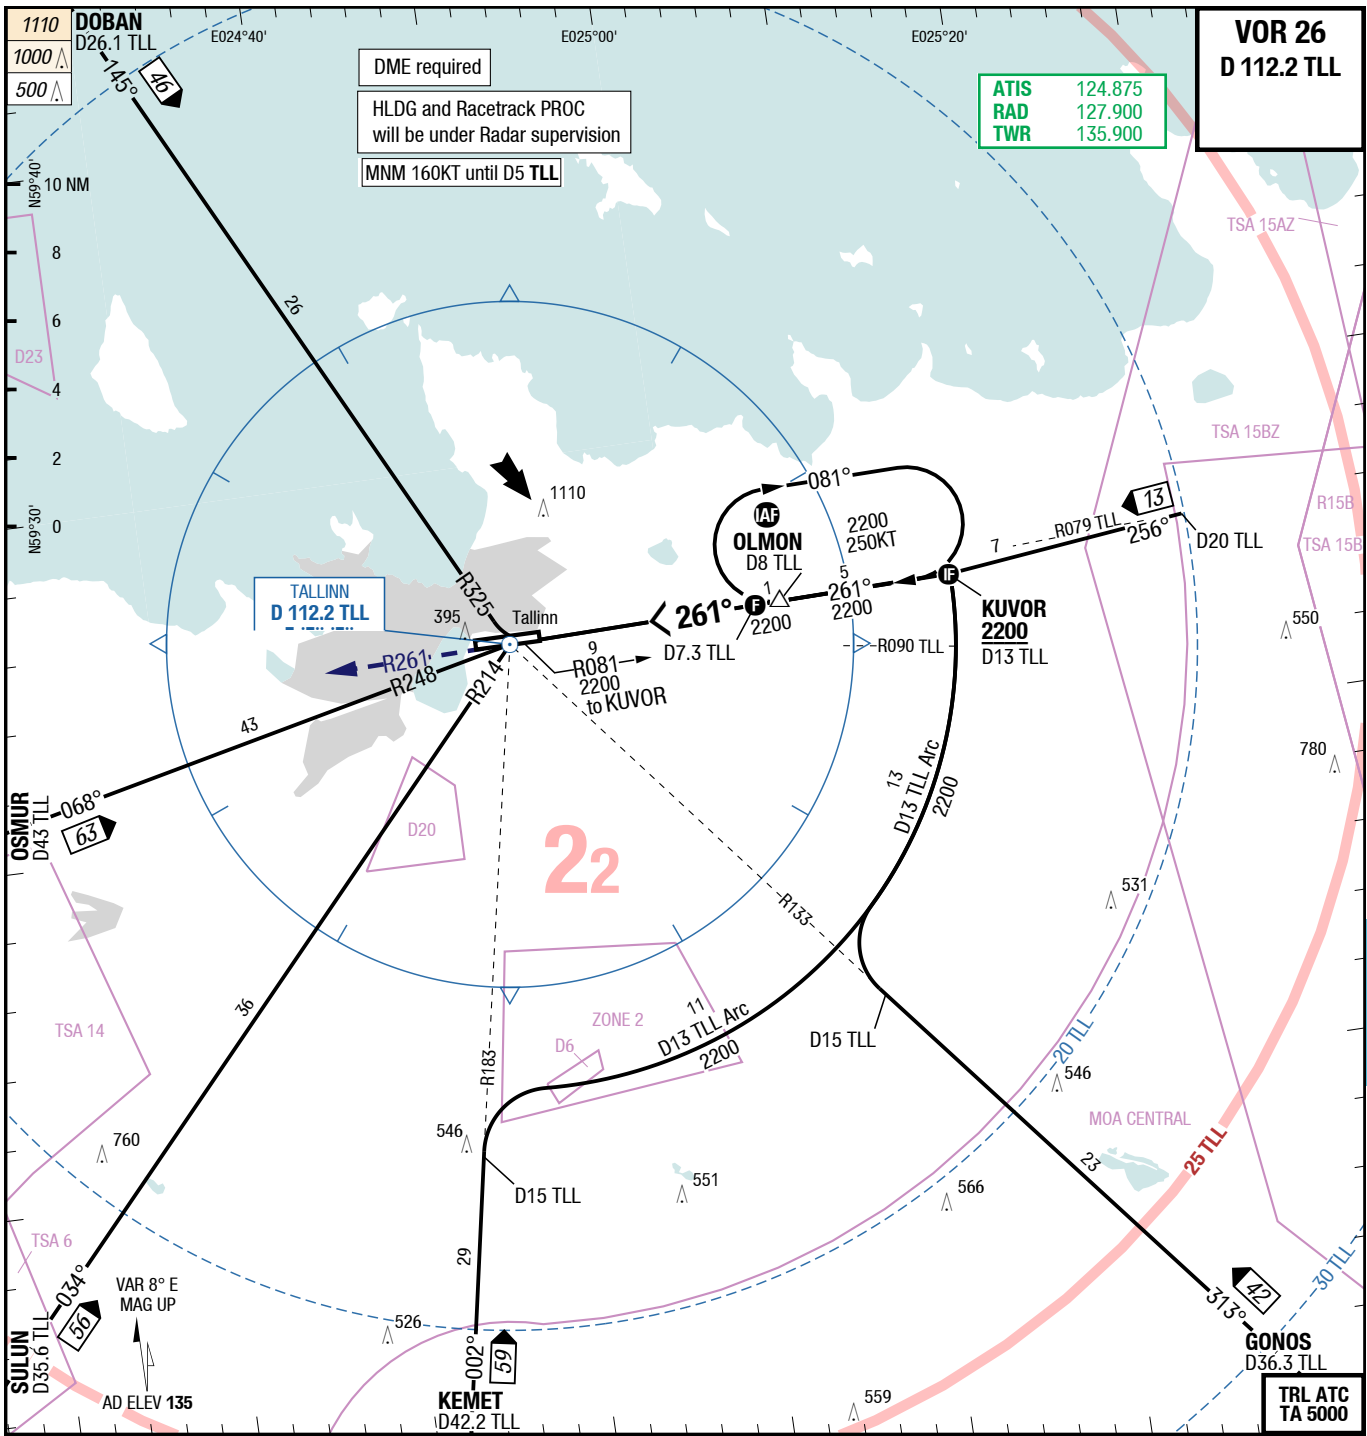 1110
1000
500
DOBAN
D26.1 TLL
145°
46
E024°40'
E025°00'
E025°20'
DME required
HLDG and Racetrack PROC
will be under Radar supervision
MNM 160KT until D5 TLL
ATIS 124.875
RAD 127.900
TWR 135.900
VOR 26
D 112.2 TLL
N59°40'
10 NM
8
6
4
2
0
N59°30'
D23
26
TSA 15AZ
TSA 15BZ
R15B
TSA 15B
1110
081°
IAF
OLMON
D8 TLL
2200
250KT
13
R079 TLL
256°
7
D20 TLL
IF
KUVOR
2200
D13 TLL
R325
TALLINN
D 112.2 TLL
395
Tallinn
261°
F
1
5
261°
2200
2200
D7.3 TLL
R090 TLL
R261
R248
R214
9
R081
2200
to KUVOR
550
780
43
OSMUR
D43 TLL
068°
63
D20
22
13
D13 TLL Arc
2200
531
R133
36
TSA 14
ZONE 2
D6
11
D13 TLL Arc
2200
D15 TLL
R183
20 TLL
546
MOA CENTRAL
25 TLL
760
546
D15 TLL
551
566
23
TSA 6
034°
56
SULUN
D35.6 TLL
VAR 8° E
MAG UP
AD ELEV 135
29
526
002°
59
KEMET
D42.2 TLL
559
30 TLL
42
313°
GONOS
D36.3 TLL
TRL ATC
TA 5000